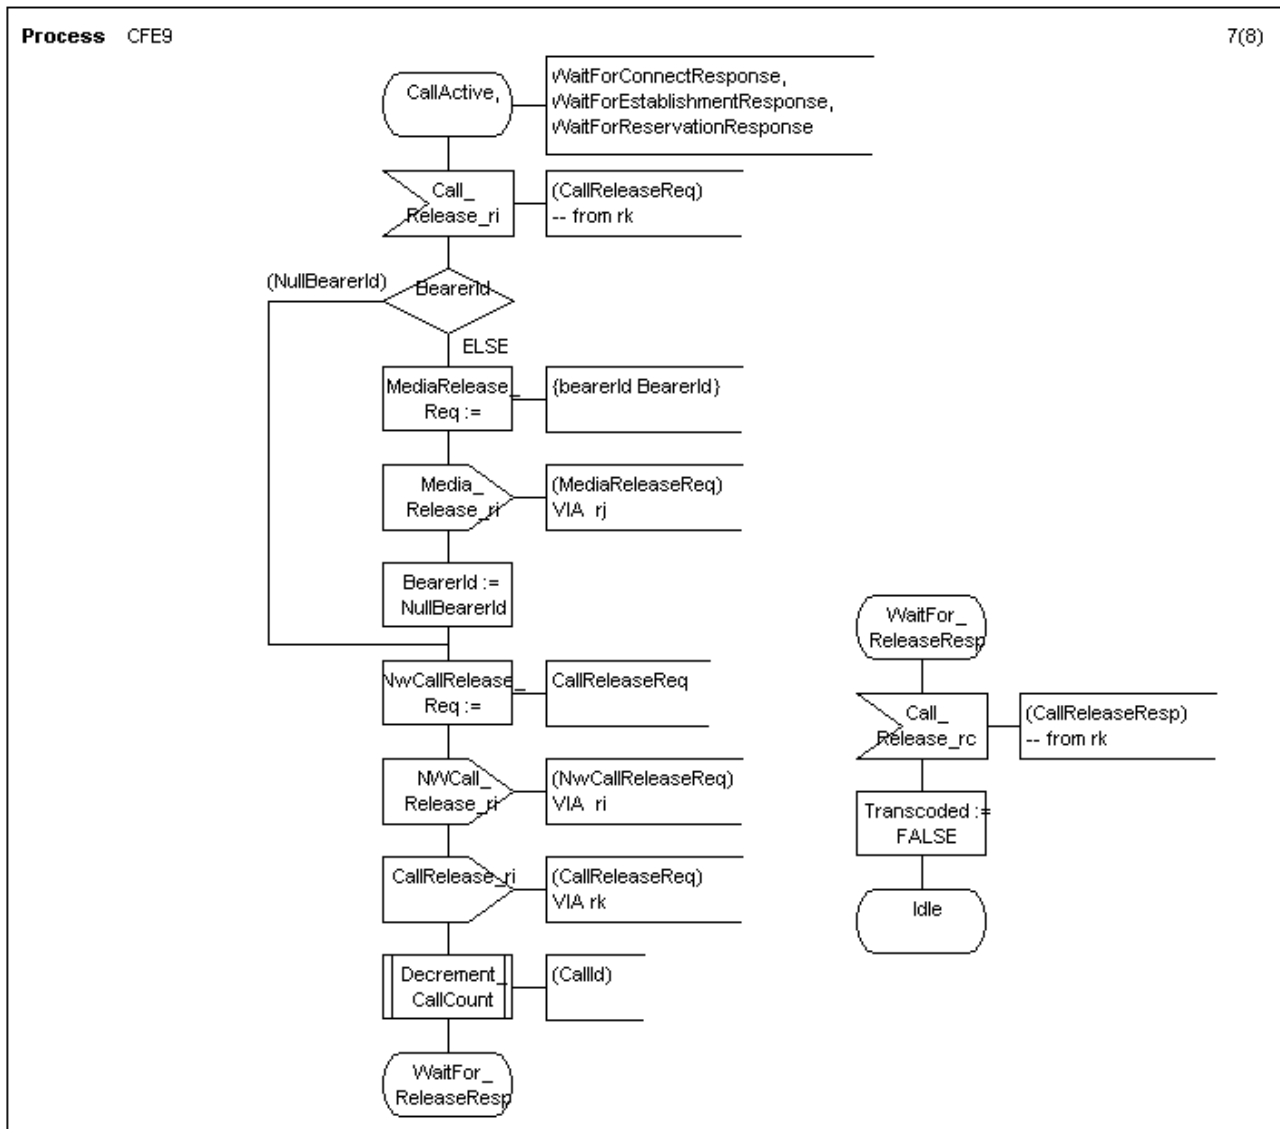 Process CFE9
7(8)
CallActive,
WaitForConnectResponse,
WaitForEstablishmentResponse,
WaitForReservationResponse
Call_
Release_ri
(CallReleaseReq)
-- from rk
(NullBearerId)
BearerId
ELSE
MediaRelease_
Req :=
{bearerId BearerId}
Media_
Release_ri
(MediaReleaseReq)
VIA rj
BearerId :=
NullBearerId
NwCallRelease_
Req :=
CallReleaseReq
NWCall_
Release_ri
(NwCallReleaseReq)
VIA ri
CallRelease_ri
(CallReleaseReq)
VIA rk
Decrement_
CallCount
(CallId)
WaitFor_
ReleaseResp
WaitFor_
ReleaseResp
Call_
Release_rc
(CallReleaseResp)
-- from rk
Transcoded :=
FALSE
Idle